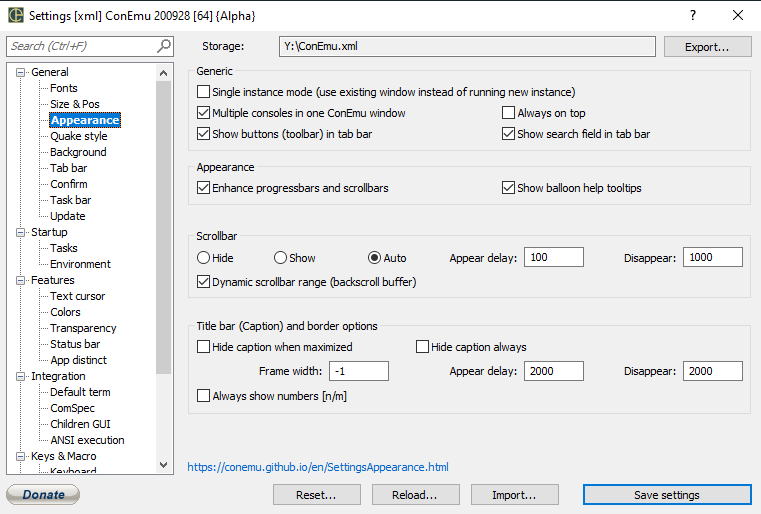 Settings [xml] ConEmu 200928 [64] {Alpha}
Search (Ctrl+F)
Storage:
Y:\ConEmu.xml
Export...
General
Fonts
Size & Pos
Appearance
Quake style
Background
Tab bar
Confirm
Task bar
Update
Startup
Tasks
Environment
Features
Text cursor
Colors
Transparency
Status bar
App distinct
Integration
Default term
ComSpec
Children GUI
ANSI execution
Keys & Macro
Keyboard
Generic
Single instance mode (use existing window instead of running new instance)
Multiple consoles in one ConEmu window
Always on top
Show buttons (toolbar) in tab bar
Show search field in tab bar
Appearance
Enhance progressbars and scrollbars
Show balloon help tooltips
Scrollbar
Hide
Show
Auto
Appear delay:
100
Disappear:
1000
Dynamic scrollbar range (backscroll buffer)
Title bar (Caption) and border options
Hide caption when maximized
Hide caption always
Frame width:
-1
Appear delay:
2000
Disappear:
2000
Always show numbers [n/m]
https://conemu.github.io/en/SettingsAppearance.html
Donate
Reset...
Reload...
Import...
Save settings